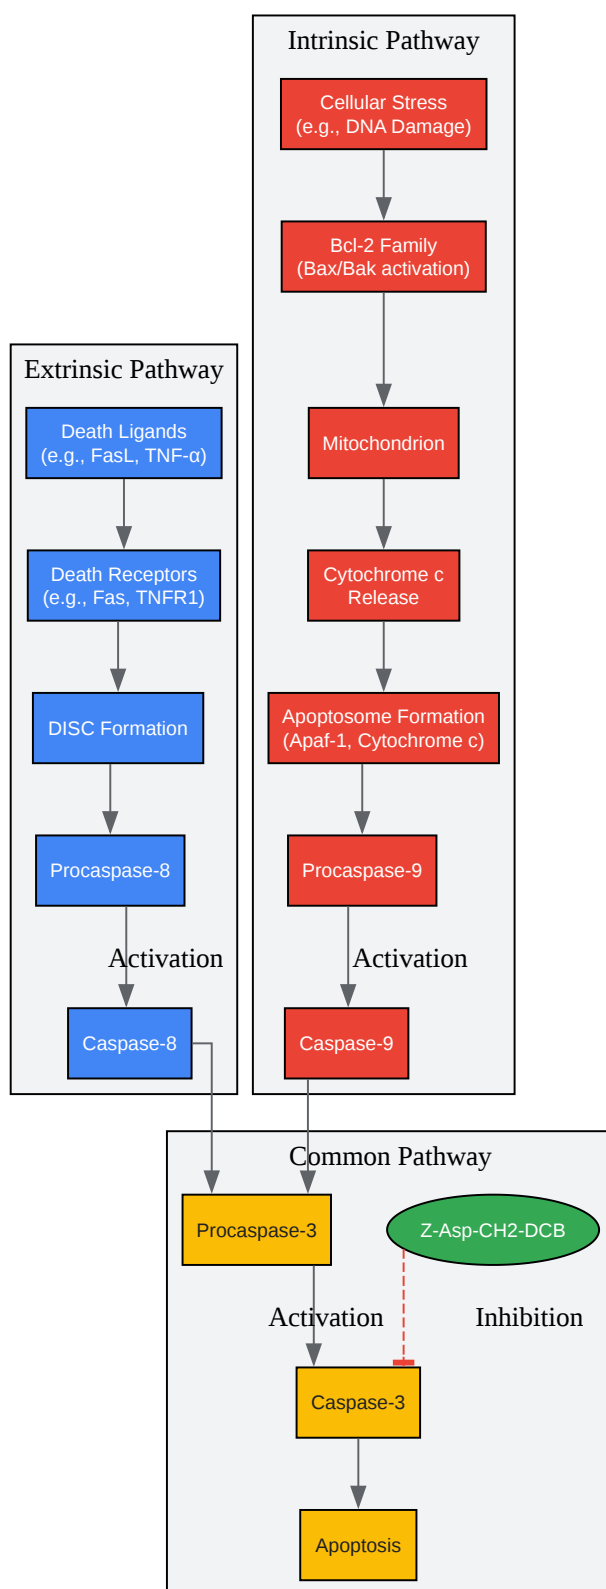 Intrinsic Pathway
Cellular Stress
(e.g., DNA Damage)
Bcl-2 Family
(Bax/Bak activation)
Mitochondrion
Cytochrome c
Release
Apoptosome Formation
(Apaf-1, Cytochrome c)
Procaspase-9
Activation
Caspase-9
Extrinsic Pathway
Death Ligands
(e.g., FasL, TNF-α)
Death Receptors
(e.g., Fas, TNFR1)
DISC Formation
Procaspase-8
Activation
Caspase-8
Common Pathway
Procaspase-3
Z-Asp-CH2-DCB
Activation
Inhibition
Caspase-3
Apoptosis